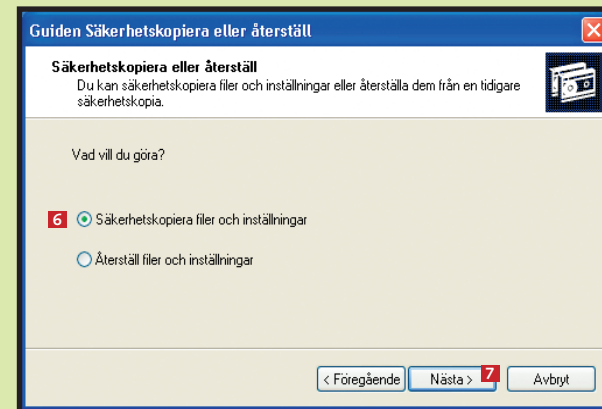 Guiden Säkerhetskopiera eller återställ
Säkerhetskopiera eller återställ
Du kan säkerhetskopiera filer och inställningar eller återställa dem från en tidigare
säkerhetskopia.
Vad vill du göra?
6 Säkerhetskopiera filer och inställningar
Återställ filer och inställningar
< Föregående Nästa > 7 Avbryt